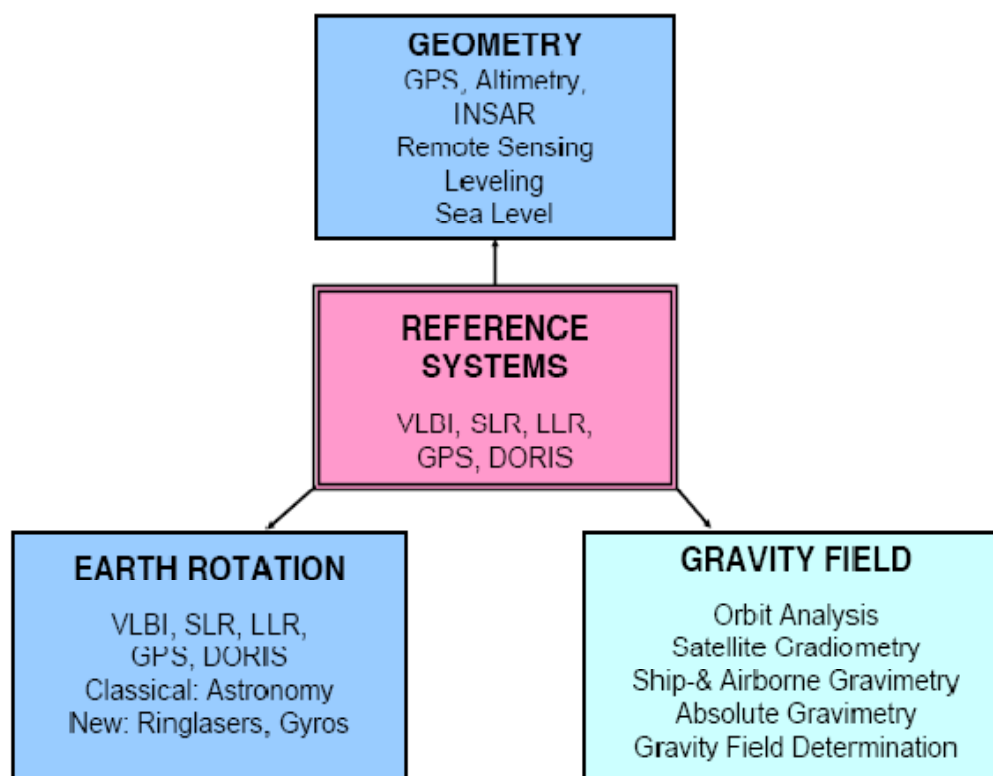 GEOMETRY
GPS, Altimetry,
INSAR
Remote Sensing
Leveling
Sea Level
REFERENCE
SYSTEMS
VLBI, SLR, LLR,
GPS, DORIS
EARTH ROTATION
VLBI, SLR, LLR,
GPS, DORIS
Classical: Astronomy
New: Ringlasers, Gyros
GRAVITY FIELD
Orbit Analysis
Satellite Gradiometry
Ship-& Airborne Gravimetry
Absolute Gravimetry
Gravity Field Determination